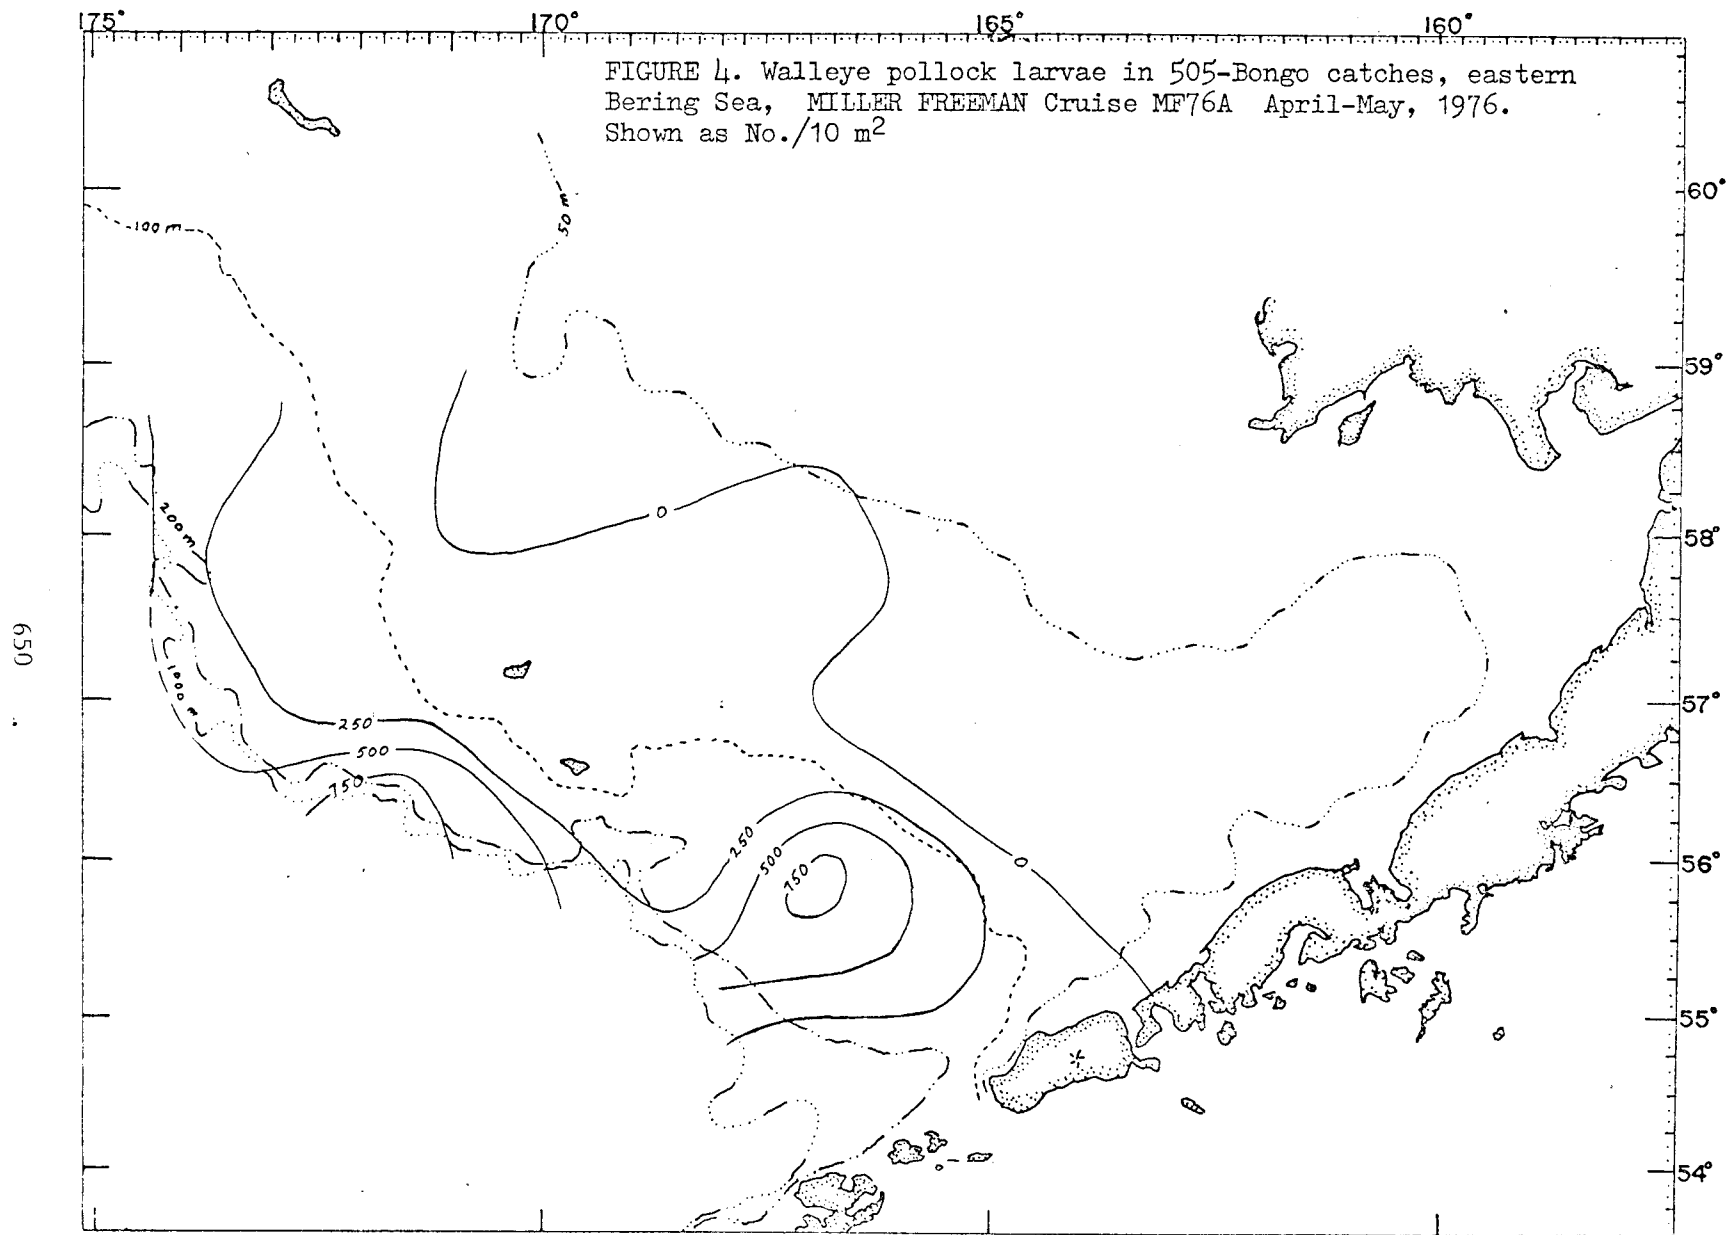 175° 170° 165° 160°
FIGURE 4. Walleye pollock larvae in 505-Bongo catches, eastern
Bering Sea, MILLER FREEMAN Cruise MF76A April-May, 1976.
Shown as No./10 m²
60°
50 m
100 m
59°
200 m
0
58°
1000 m
57°
250
500
750
250
500
750
0
56°
55°
54°
650